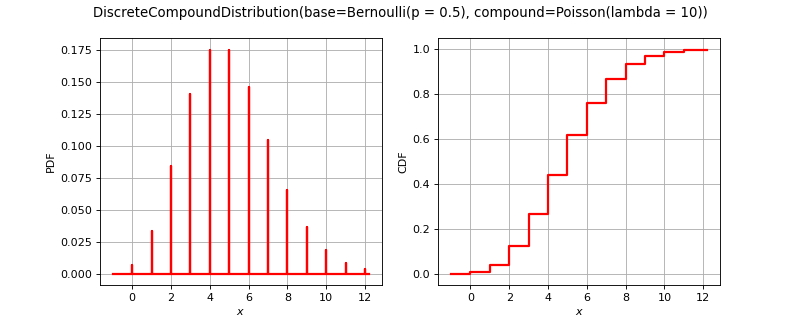 DiscreteCompoundDistribution(base=Bernoulli(p = 0.5), compound=Poisson(lambda = 10))
PDF
0.175
0.150
0.125
0.100
0.075
0.050
0.025
0.000
0 2 4 6 8 10 12
x
CDF
1.0
0.8
0.6
0.4
0.2
0.0
0 2 4 6 8 10 12
x